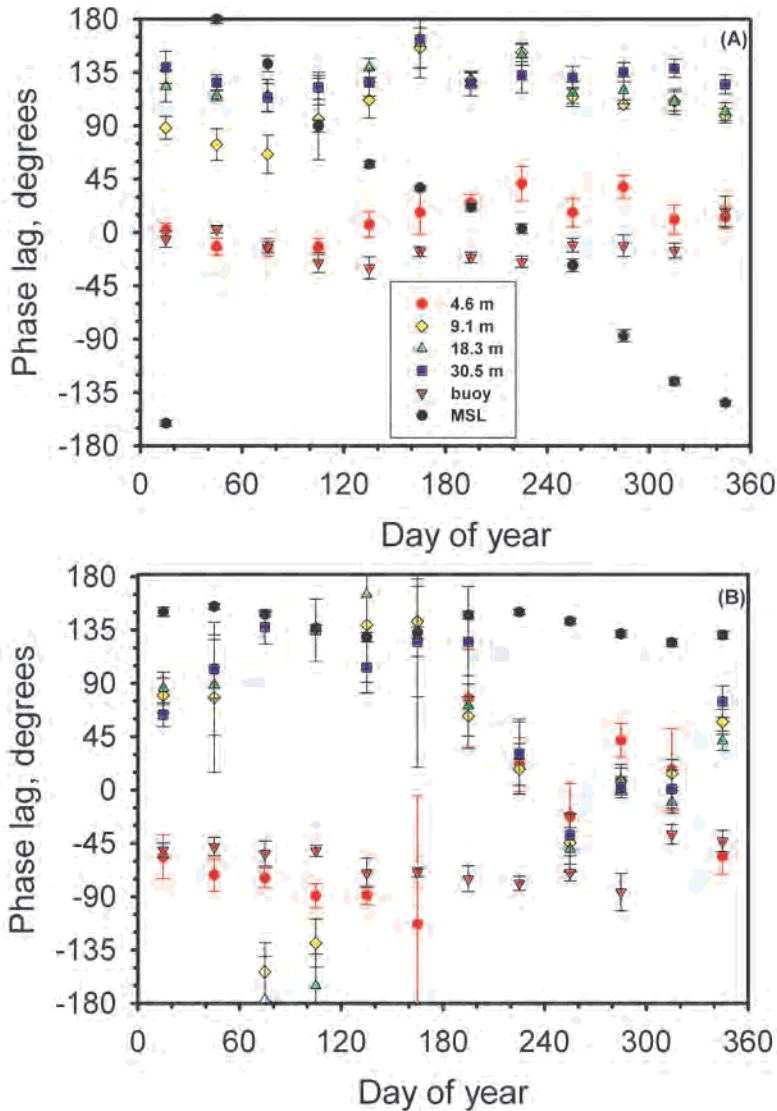 (A)
180
135
90
45
0
-45
-90
-135
-180
Phase lag, degrees
4.6 m
9.1 m
18.3 m
30.5 m
buoy
MSL
0 60 120 180 240 300 360
Day of year
(B)
180
135
90
45
0
-45
-90
-135
-180
Phase lag, degrees
0 60 120 180 240 300 360
Day of year